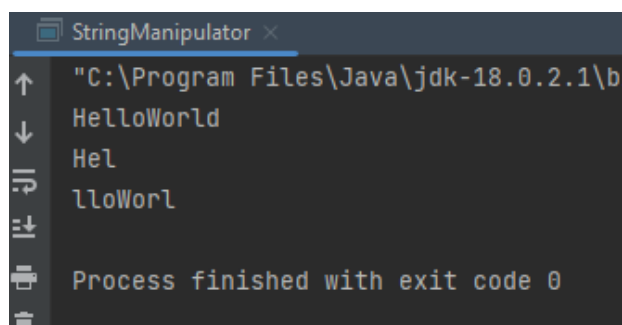 StringManipulator
"C:\Program Files\Java\jdk-18.0.2.1\b
HelloWorld
Hel
lloWorl
Process finished with exit code 0